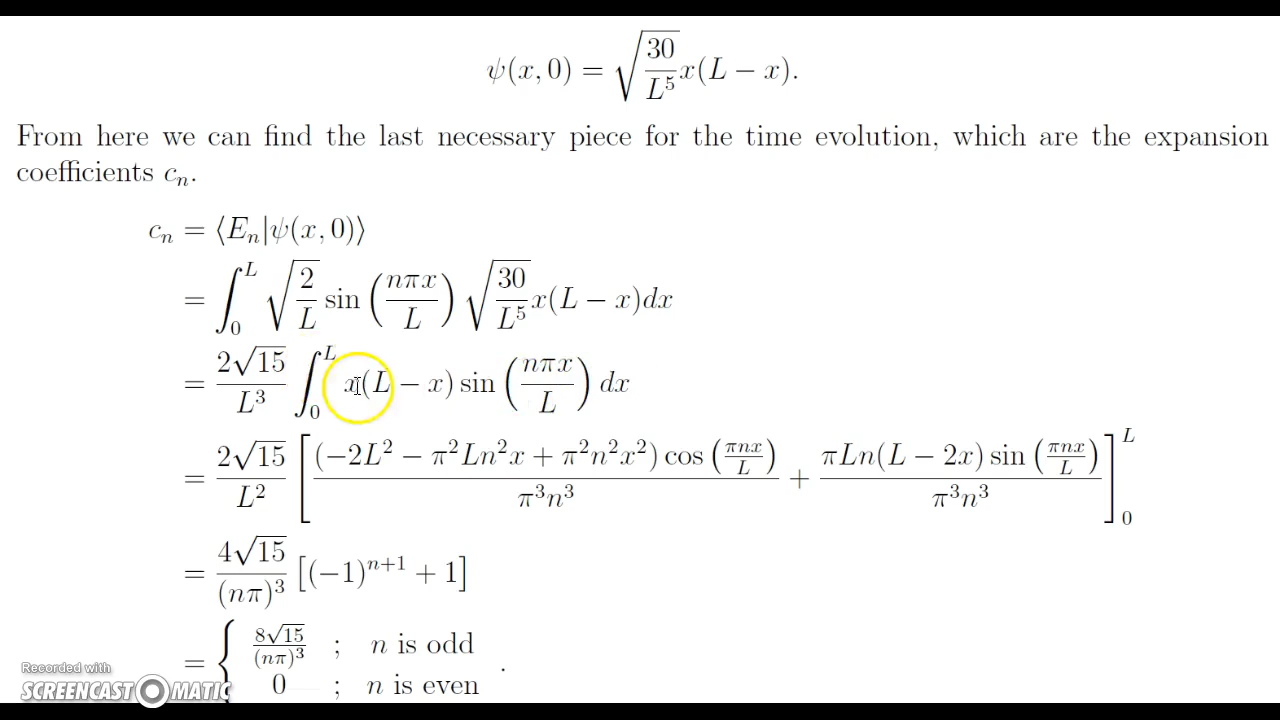 ψ(x, 0) = √(30/L⁵) x(L − x).
From here we can find the last necessary piece for the time evolution, which are the expansion
coefficients cₙ.
cₙ = ⟨Eₙ|ψ(x, 0)⟩
= ∫₀ᴸ √(2/L) sin (nπx/L) √(30/L⁵) x(L − x)dx
= 2√15/L³ ∫₀ᴸ x(L − x) sin (nπx/L) dx
= 2√15/L² [(−2L² − π²Ln²x + π²n²x²) cos (πnx/L)/π³n³ + πLn(L − 2x) sin (πnx/L)/π³n³]₀ᴸ
= 4√15/(nπ)³ [(−1)ⁿ⁺¹ + 1]
= { 8√15/(nπ)³ ; n is odd
0 ; n is even .
Recorded with
SCREENCAST MATIC